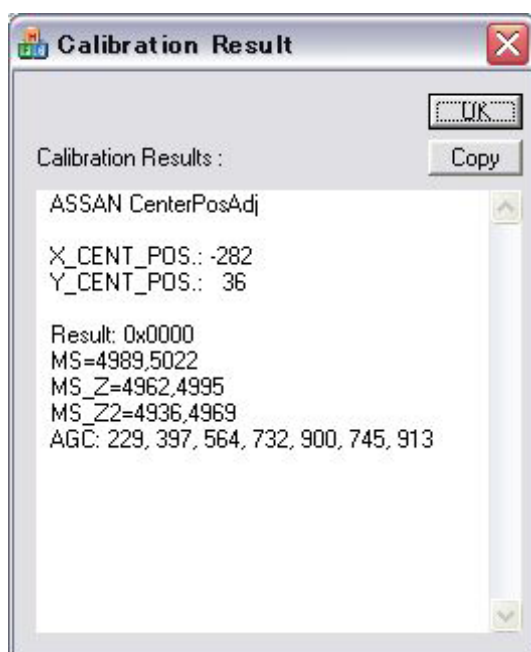 Calibration Result
OK
Calibration Results :
Copy
ASSAN CenterPosAdj
X_CENT_POS.: -282
Y_CENT_POS.: 36
Result: 0x0000
MS=4989,5022
MS_Z=4962,4995
MS_Z2=4936,4969
AGC: 229, 397, 564, 732, 900, 745, 913